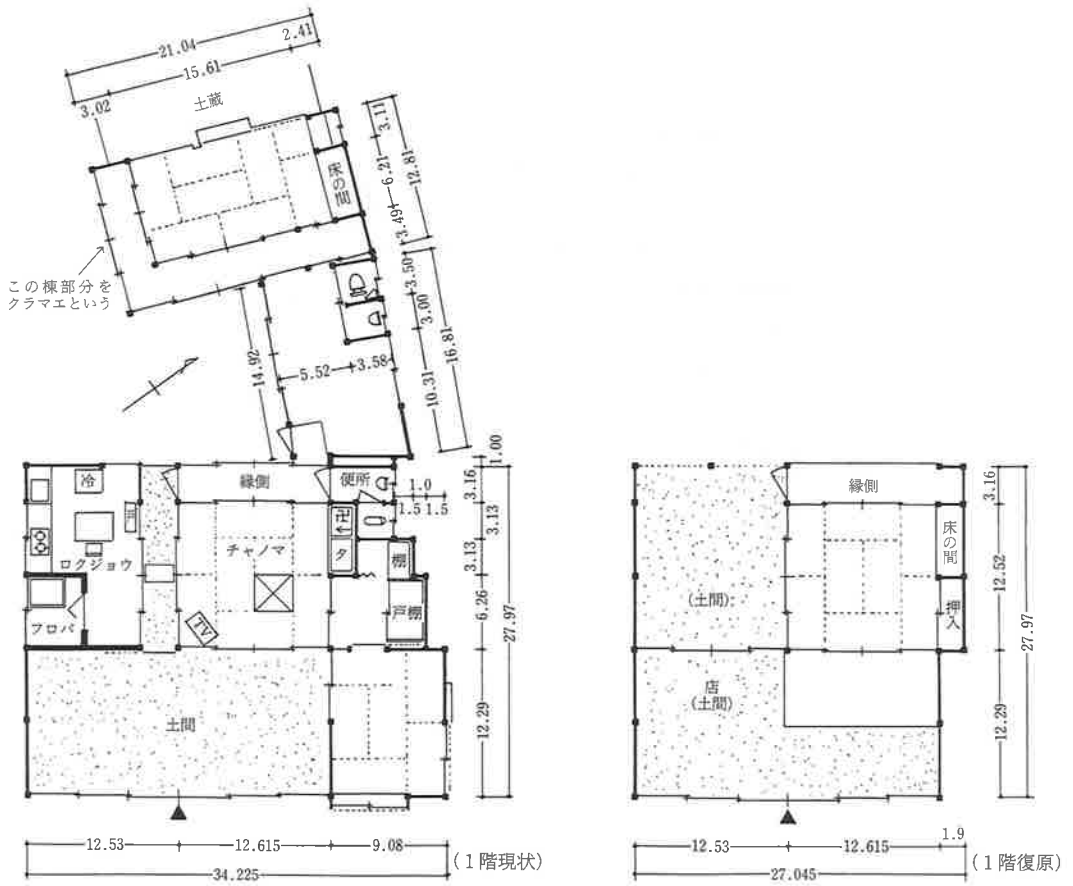 21.04
2.41
15.61
3.02
土蔵
3.11
6.21
12.81
3.49
床の間
この棟部分を
クラマエという
3.50
3.00
16.81
10.31
14.92
5.52
3.58
1.00
冷
縁側
便所
1.0
1.5
1.5
3.16
3.13
3.13
6.26
27.97
12.29
卍
タ
棚
戸棚
チャノマ
ロクジョウ
フロバ
TV
土間
12.53
12.615
9.08
34.225
(1階現状)
縁側
3.16
床の間
12.52
(土間)
押入
27.97
店
(土間)
12.29
1.9
12.53
12.615
27.045
(1階復原)